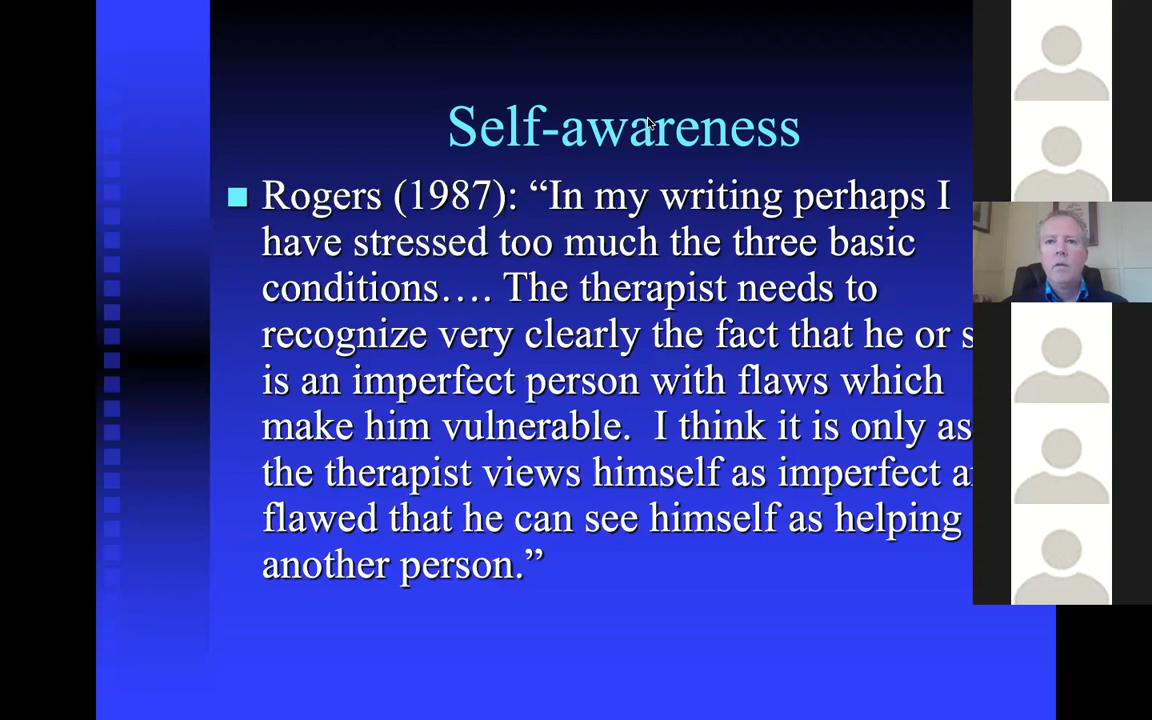 Self-awareness
Rogers (1987): “In my writing perhaps I
have stressed too much the three basic
conditions…. The therapist needs to
recognize very clearly the fact that he or
is an imperfect person with flaws which
make him vulnerable.  I think it is only as
the therapist views himself as imperfect
flawed that he can see himself as helping
another person.”